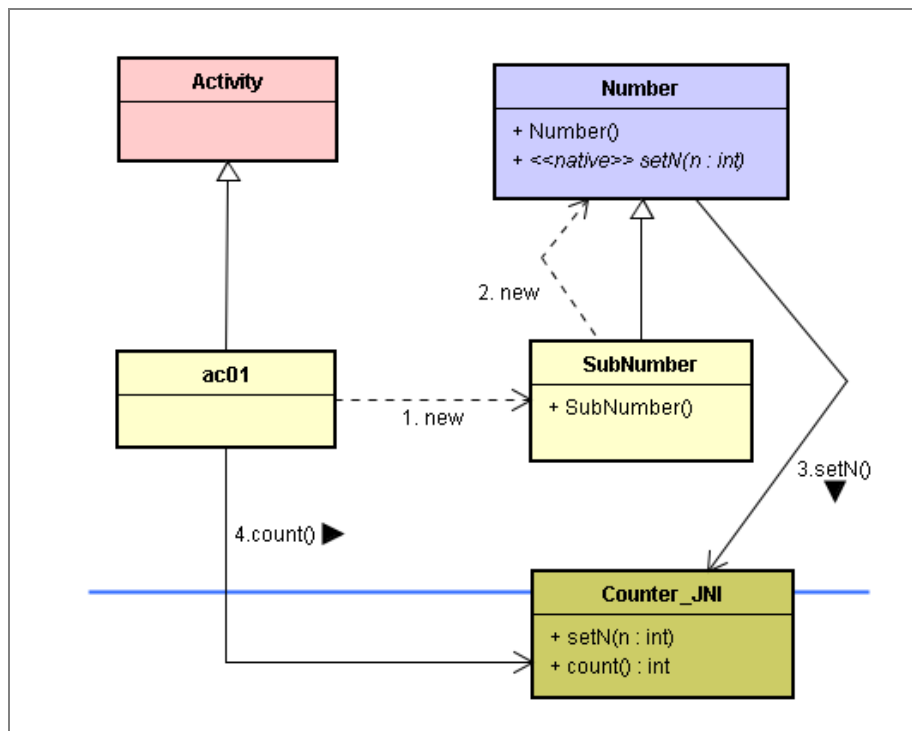 Activity
Number
+ Number()
+ <<native>> setN(n : int)
2. new
ac01
SubNumber
+ SubNumber()
1. new
3.setN()
4.count()
Counter_JNI
+ setN(n : int)
+ count() : int